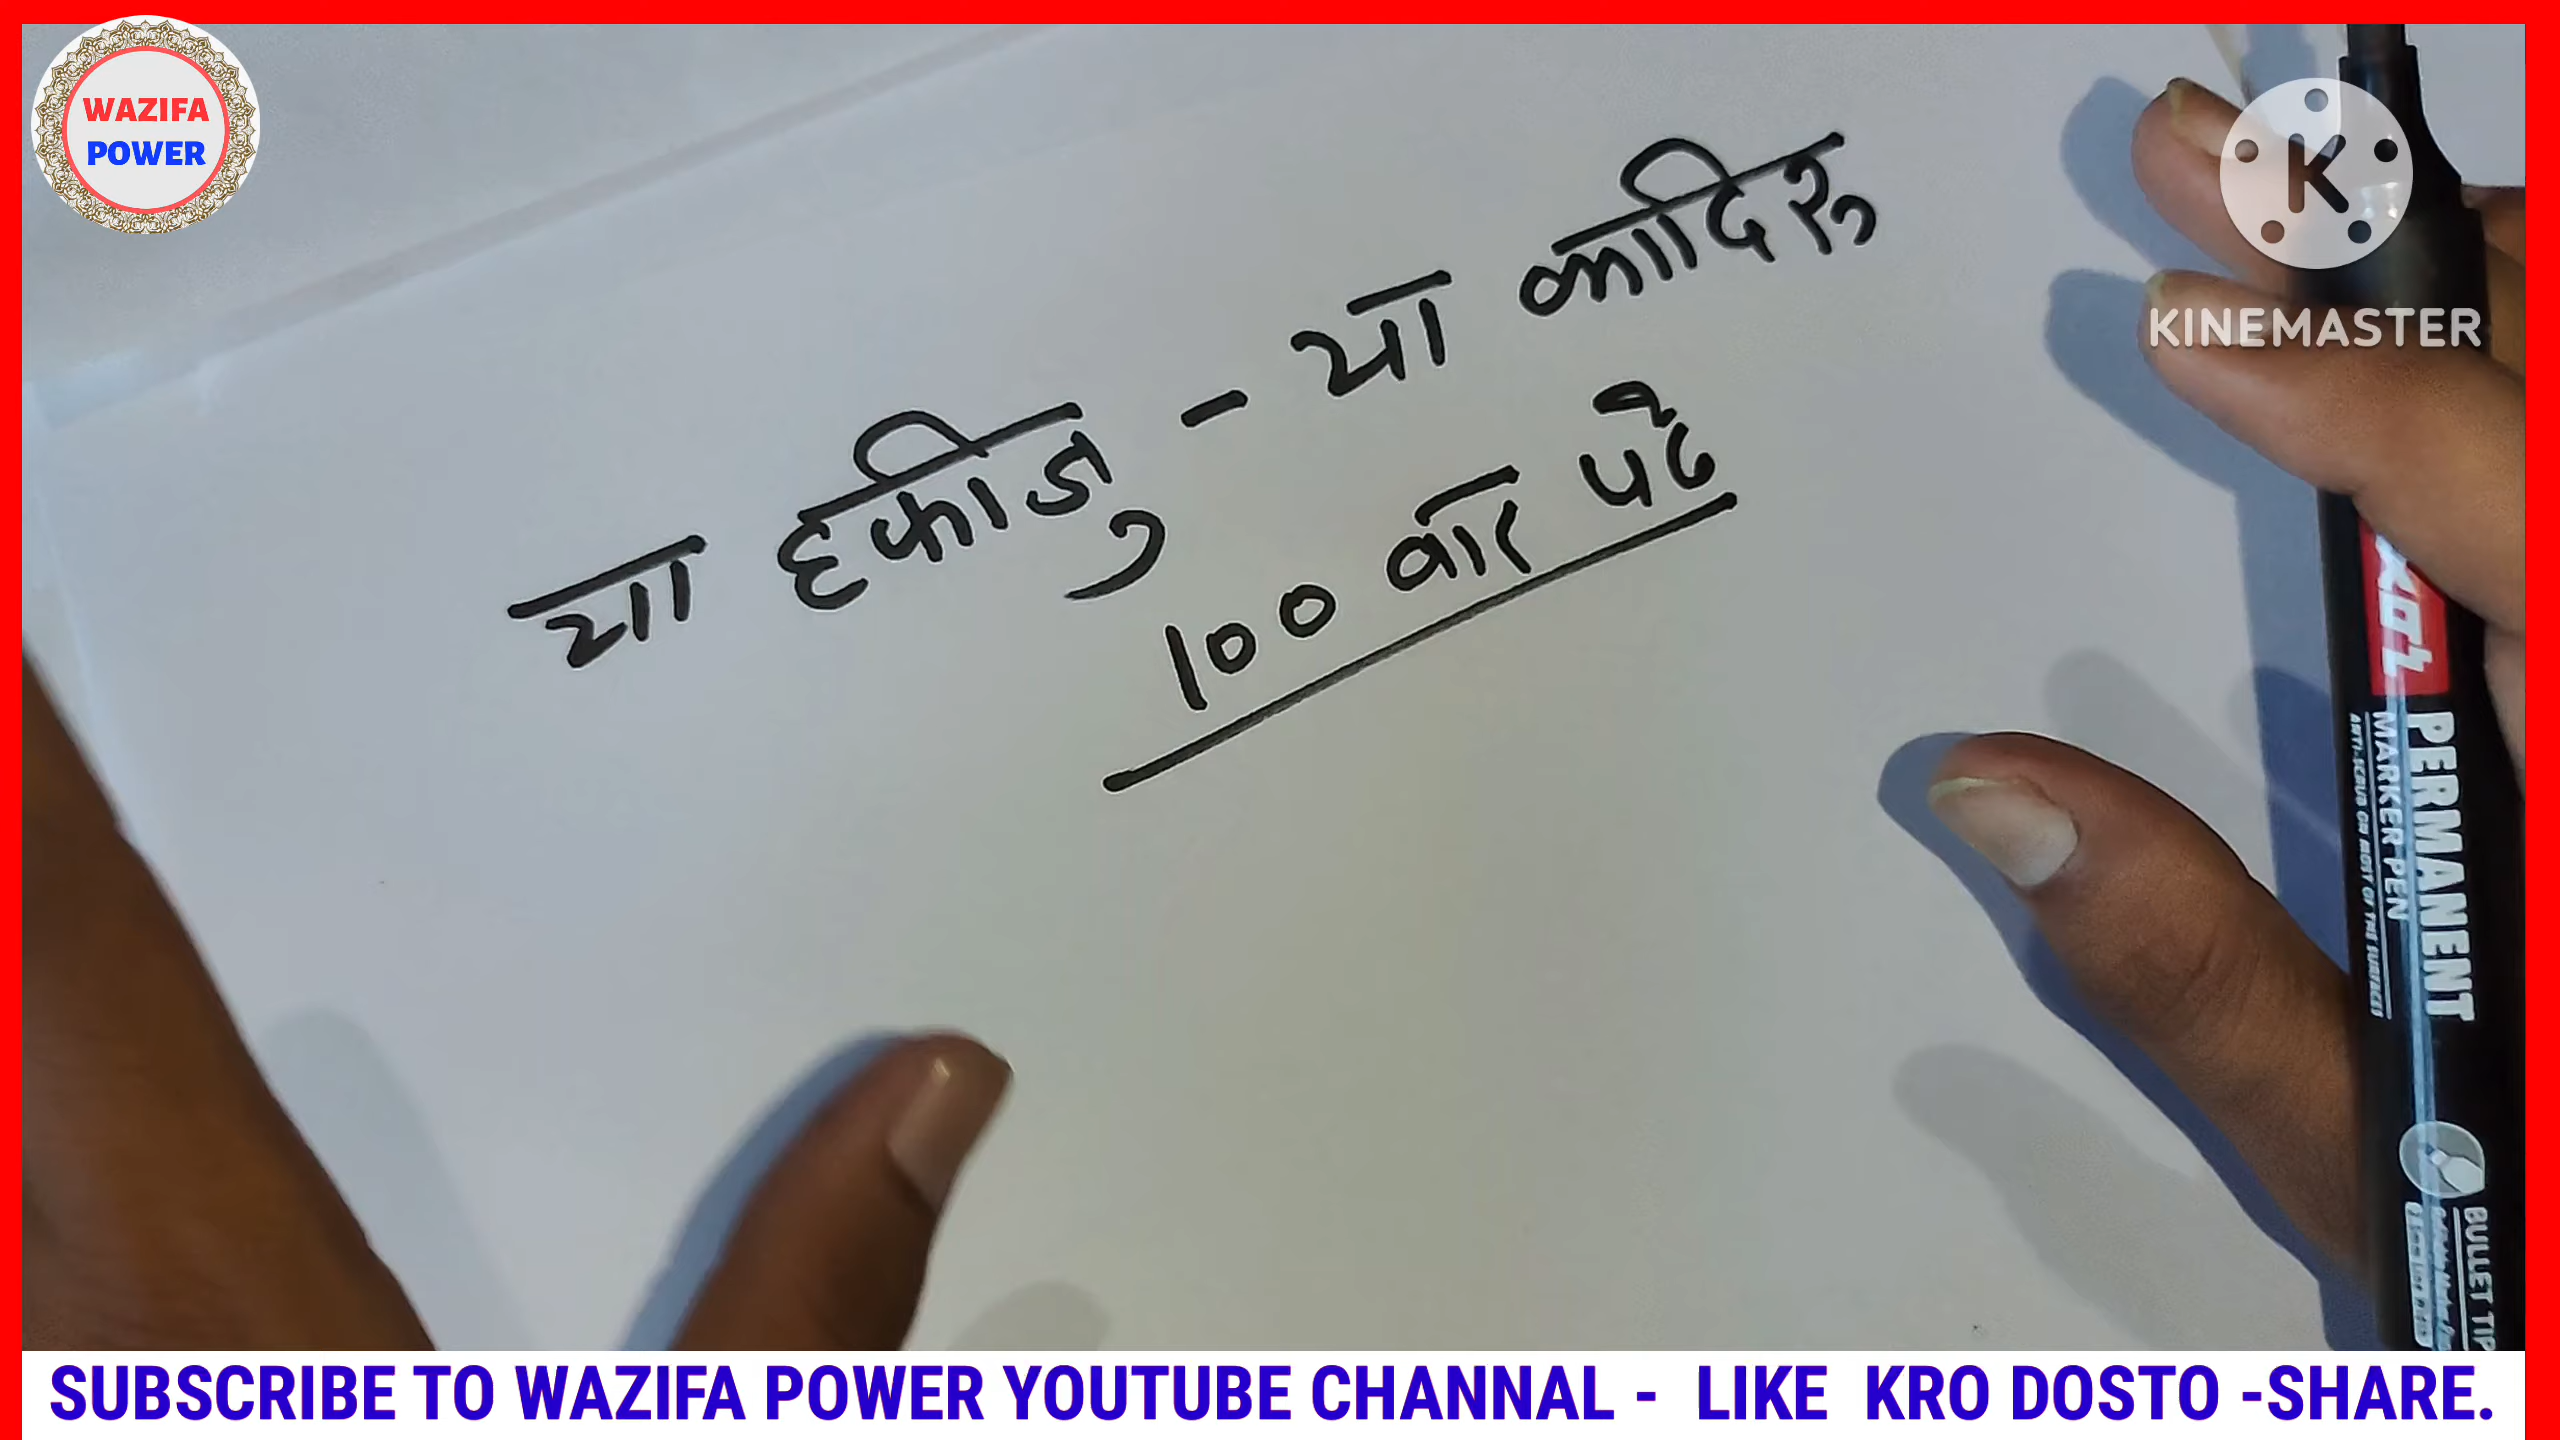 WAZIFA
POWER
K
KINEMASTER
या हफीजु - या कादिरु
100 बार पढें
PERMANENT
MARKER PEN
BULLET TIP
SUBSCRIBE TO WAZIFA POWER YOUTUBE CHANNAL - LIKE KRO DOSTO -SHARE.